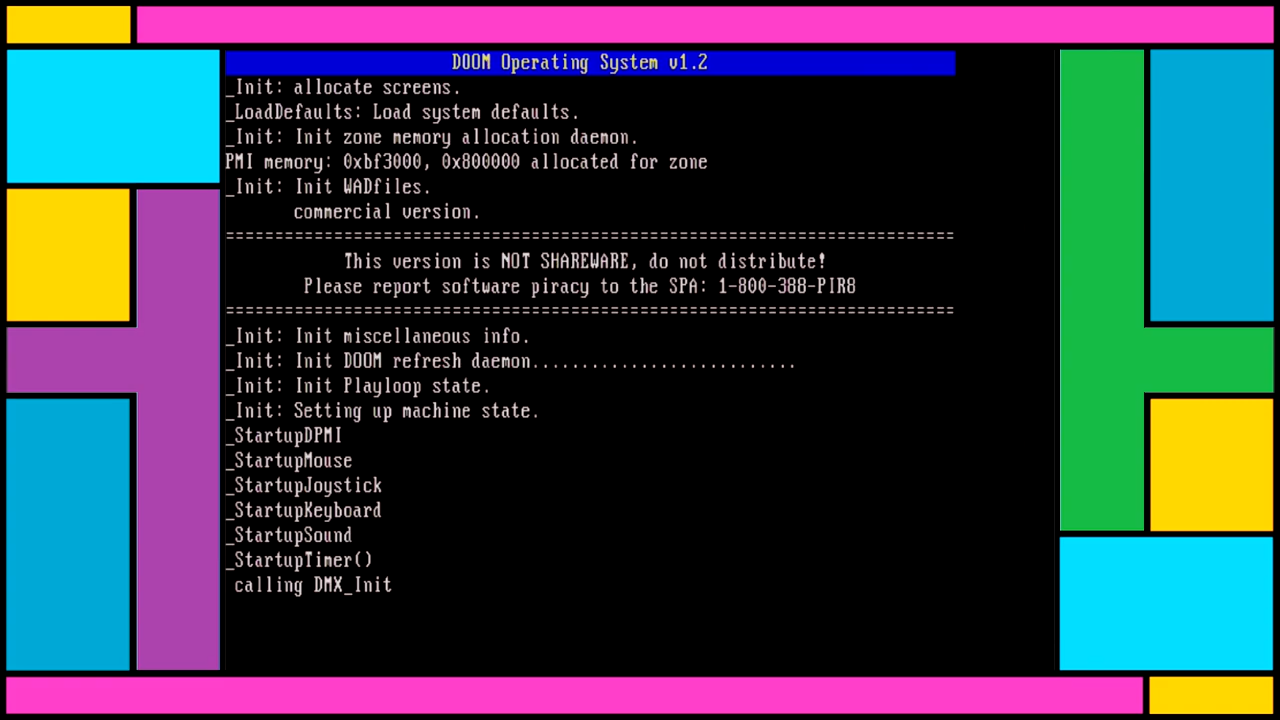 DOOM Operating System v1.2
_Init: allocate screens.
_LoadDefaults: Load system defaults.
_Init: Init zone memory allocation daemon.
PMI memory: 0xbf3000, 0x800000 allocated for zone
_Init: Init WADfiles.
commercial version.
==========================================================================
This version is NOT SHAREWARE, do not distribute!
Please report software piracy to the SPA: 1-800-388-PIR8
==========================================================================
_Init: Init miscellaneous info.
_Init: Init DOOM refresh daemon...........................
_Init: Init Playloop state.
_Init: Setting up machine state.
_StartupDPMI
_StartupMouse
_StartupJoystick
_StartupKeyboard
_StartupSound
_StartupTimer()
calling DMX_Init